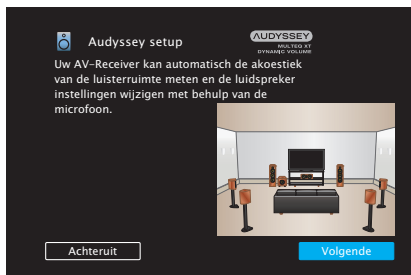 Audyssey setup
AUDYSSEY
MULTEQ XT
DYNAMIC VOLUME
Uw AV-Receiver kan automatisch de akoestiek
van de luisterruimte meten en de luidspreker
instellingen wijzigen met behulp van de
microfoon.
Achteruit
Volgende